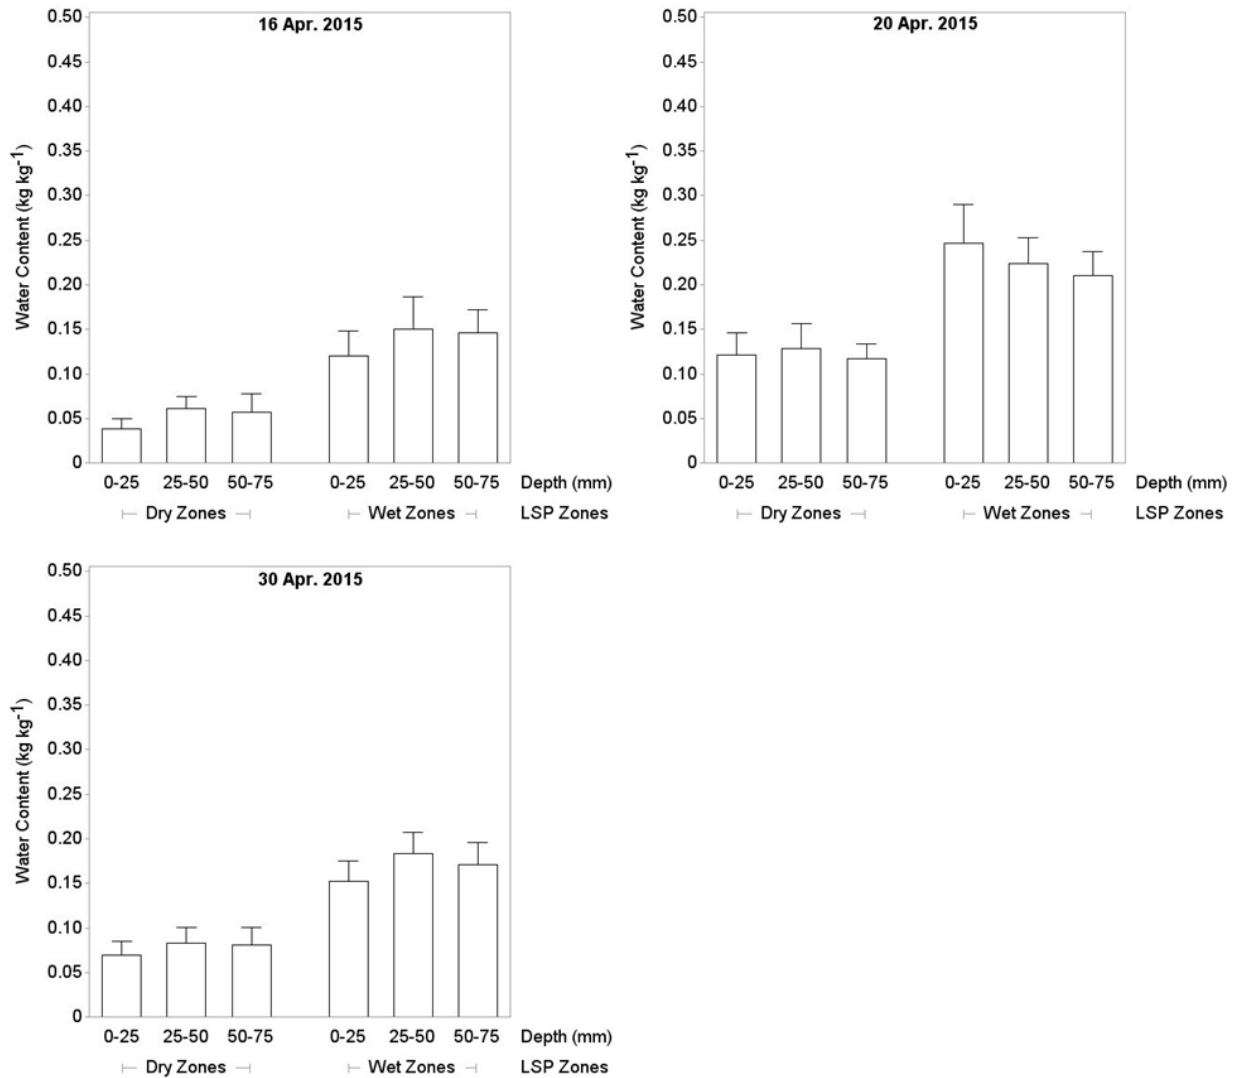 16 Apr. 2015
Water Content (kg kg⁻¹)
0.50
0.45
0.40
0.35
0.30
0.25
0.20
0.15
0.10
0.05
0
0-25 25-50 50-75 0-25 25-50 50-75 Depth (mm)
Dry Zones Wet Zones LSP Zones
20 Apr. 2015
Water Content (kg kg⁻¹)
0.50
0.45
0.40
0.35
0.30
0.25
0.20
0.15
0.10
0.05
0
0-25 25-50 50-75 0-25 25-50 50-75 Depth (mm)
Dry Zones Wet Zones LSP Zones
30 Apr. 2015
Water Content (kg kg⁻¹)
0.50
0.45
0.40
0.35
0.30
0.25
0.20
0.15
0.10
0.05
0
0-25 25-50 50-75 0-25 25-50 50-75 Depth (mm)
Dry Zones Wet Zones LSP Zones